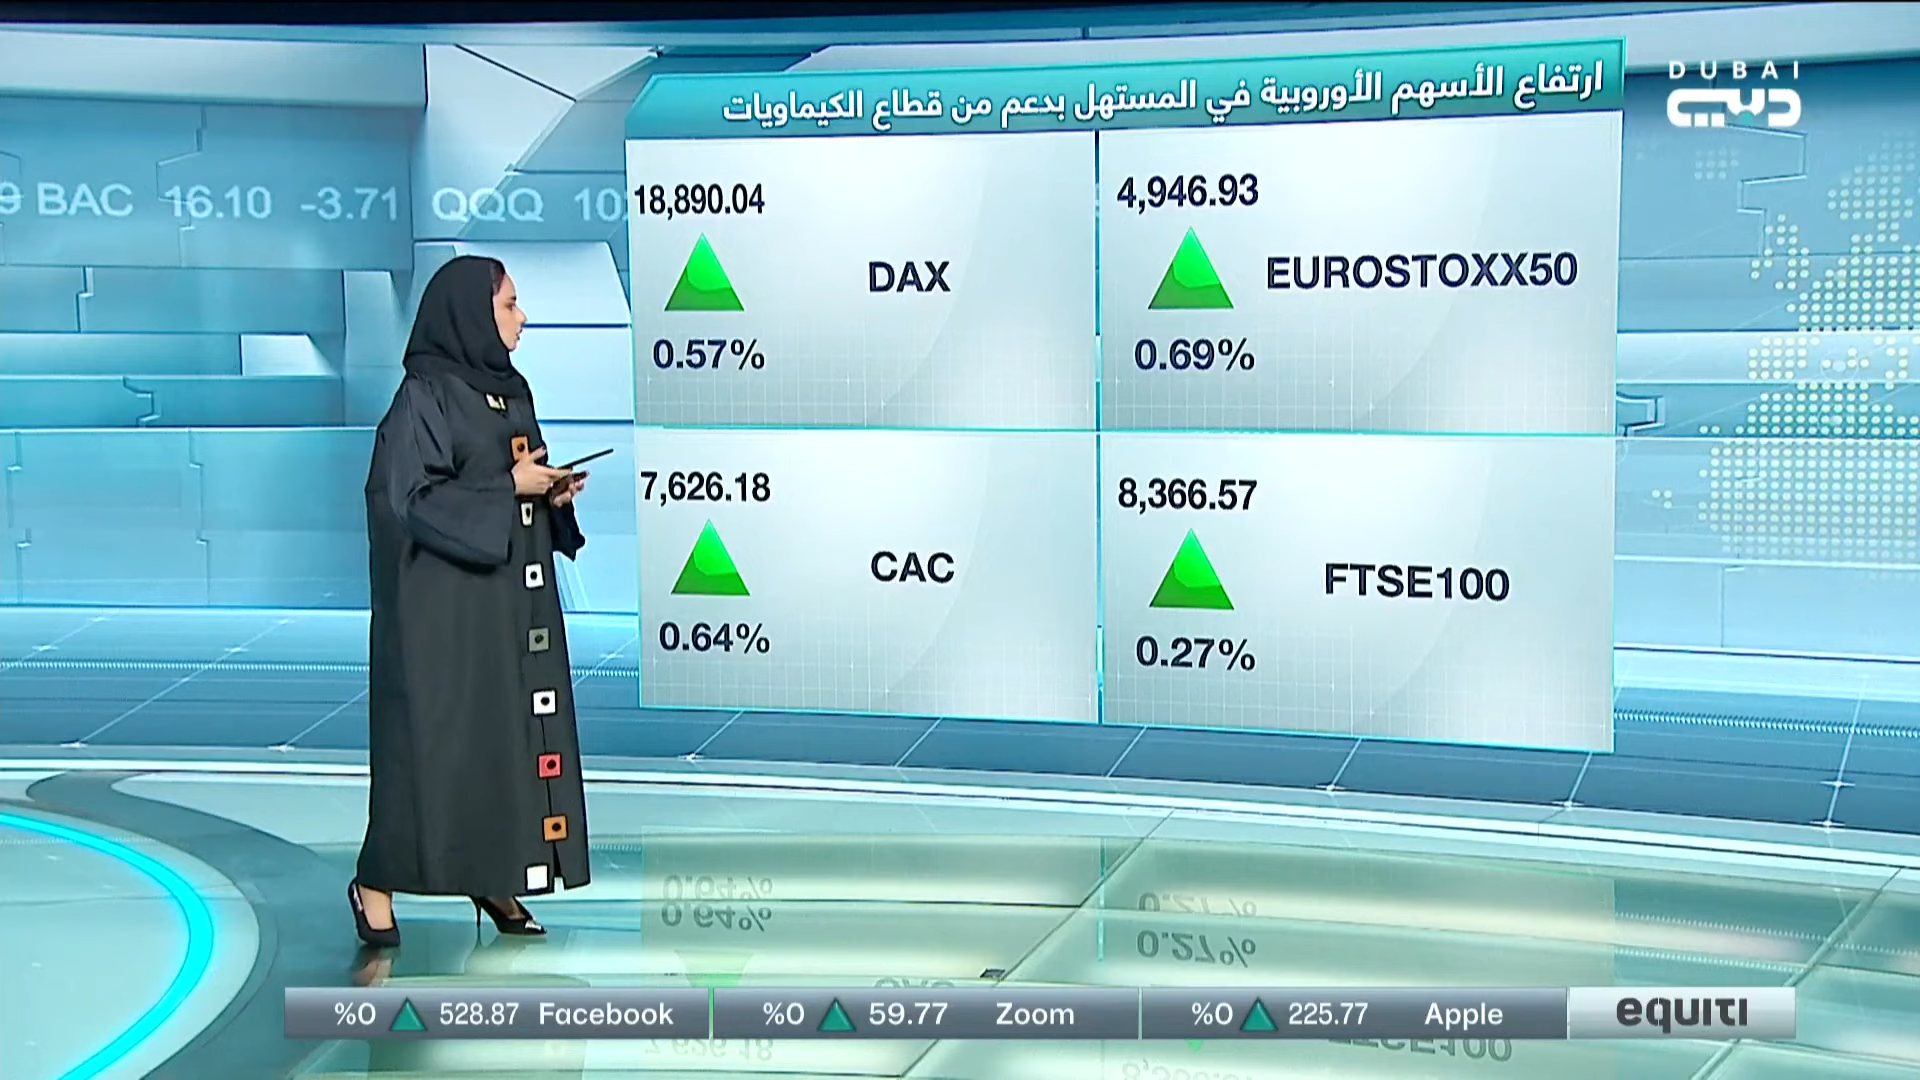 DUBAI
دبي
ارتفاع الأسهم الأوروبية في المستهل بدعم من قطاع الكيماويات
9 BAC 16.10 -3.71 QQQ 10
4,946.93
EUROSTOXX50
0.69%
18,890.04
DAX
0.57%
8,366.57
FTSE100
0.27%
7,626.18
CAC
0.64%
equiti
Apple 225.77 %0
Zoom 59.77 %0
Facebook 528.87 %0